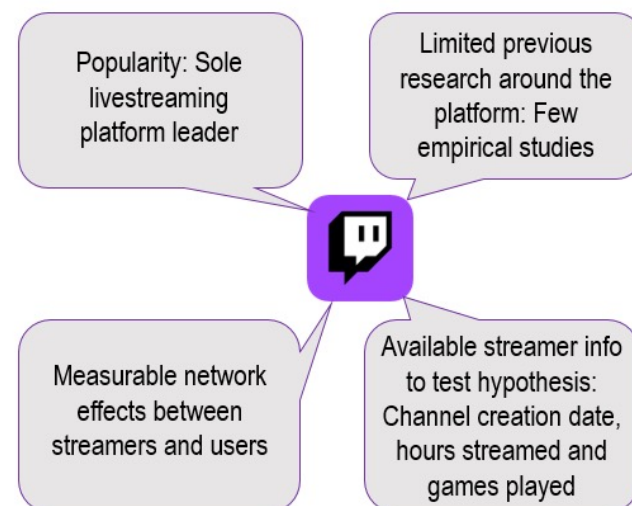 Popularity: Sole
livestreaming
platform leader
Limited previous
research around the
platform: Few
empirical studies
Measurable network
effects between
streamers and users
Available streamer info
to test hypothesis:
Channel creation date,
hours streamed and
games played